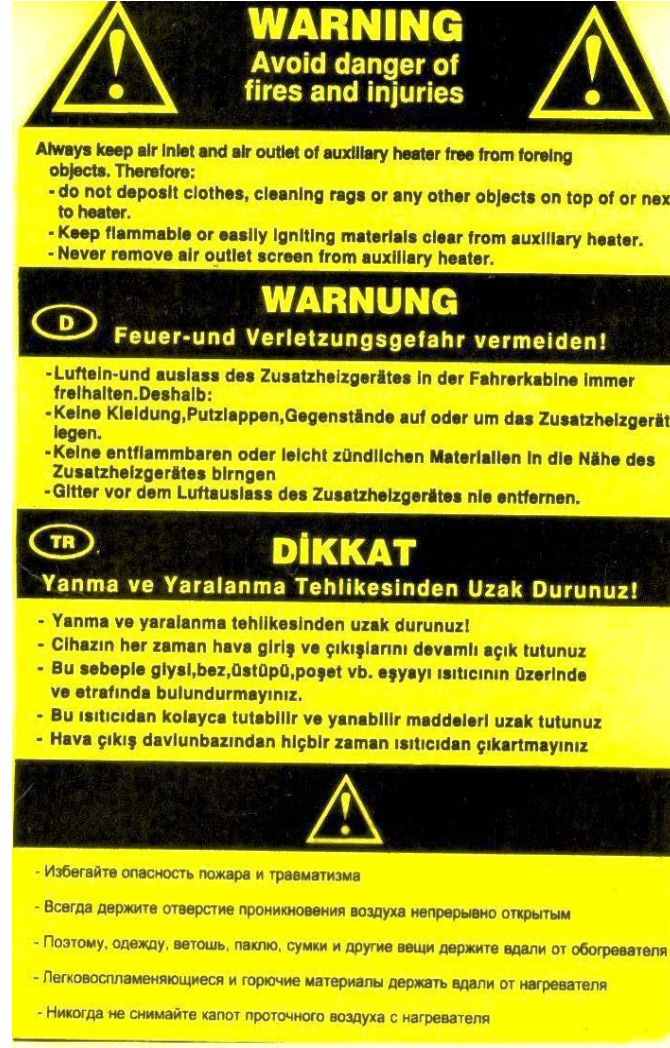 WARNING
Avoid danger of
fires and injuries
Always keep air inlet and air outlet of auxiliary heater free from foreing
objects. Therefore:
- do not deposit clothes, cleaning rags or any other objects on top of or nex
to heater.
- Keep flammable or easily igniting materials clear from auxiliary heater.
- Never remove air outlet screen from auxiliary heater.
WARNUNG
D
Feuer-und Verletzungsgefahr vermeiden!
- Luftein-und auslass des Zusatzheizgerätes in der Fahrerkabine immer
freihalten.Deshalb:
- Keine Kleidung,Putzlappen,Gegenstände auf oder um das Zusatzheizgerät
legen.
- Keine entflammbaren oder leicht zündlichen Materialien in die Nähe des
Zusatzheizgerätes birngen
- Gitter vor dem Luftauslass des Zusatzheizgerätes nie entfernen.
TR
DİKKAT
Yanma ve Yaralanma Tehlikesinden Uzak Durunuz!
- Yanma ve yaralanma tehlikesinden uzak durunuz!
- Cihazın her zaman hava giriş ve çıkışlarını devamlı açık tutunuz
- Bu sebeple giysi,bez,üstüpü,poşet vb. eşyayı ısıtıcının üzerinde
ve etrafında bulundurmayınız.
- Bu ısıtıcıdan kolayca tutabilir ve yanabilir maddeleri uzak tutunuz
- Hava çıkış davlunbazından hiçbir zaman ısıtıcıdan çıkartmayınız
- Избегайте опасность пожара и травматизма
- Всегда держите отверстие проникновения воздуха непрерывно открытым
- Поэтому, одежду, ветошь, паклю, сумки и другие вещи держите вдали от обогревателя
- Легковоспламеняющиеся и горючие материалы держать вдали от нагревателя
- Никогда не снимайте капот проточного воздуха с нагревателя